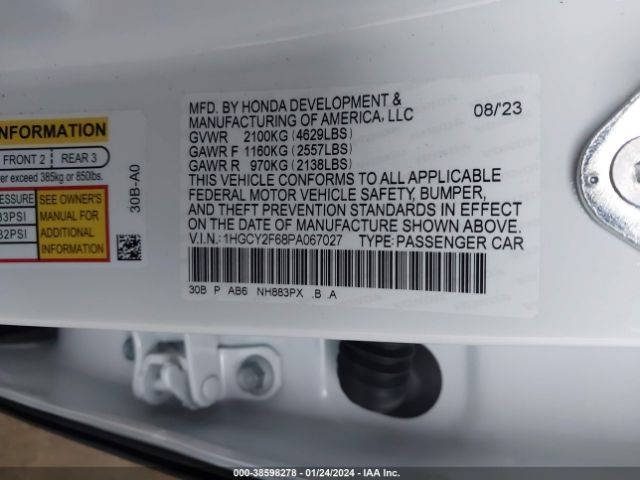 MFD. BY HONDA DEVELOPMENT &
MANUFACTURING OF AMERICA, LLC
08/'23
GVWR 2100KG (4629LBS)
GAWR F 1160KG (2557LBS)
GAWR R 970KG (2138LBS)
THIS VEHICLE CONFORMS TO ALL APPLICABLE
FEDERAL MOTOR VEHICLE SAFETY, BUMPER,
AND THEFT PREVENTION STANDARDS IN EFFECT
ON THE DATE OF MANUFACTURE SHOWN ABOVE.
V.I.N.: 1HGCY2F68PA067027 TYPE: PASSENGER CAR
30B P AB6 NH883PX .B .A
FRONT 2 REAR 3
exceed 385kg or 850lbs.
SEE OWNER'S
MANUAL FOR
ADDITIONAL
INFORMATION
30B-A0
000-38598278 - 01/24/2024 - IAA Inc.